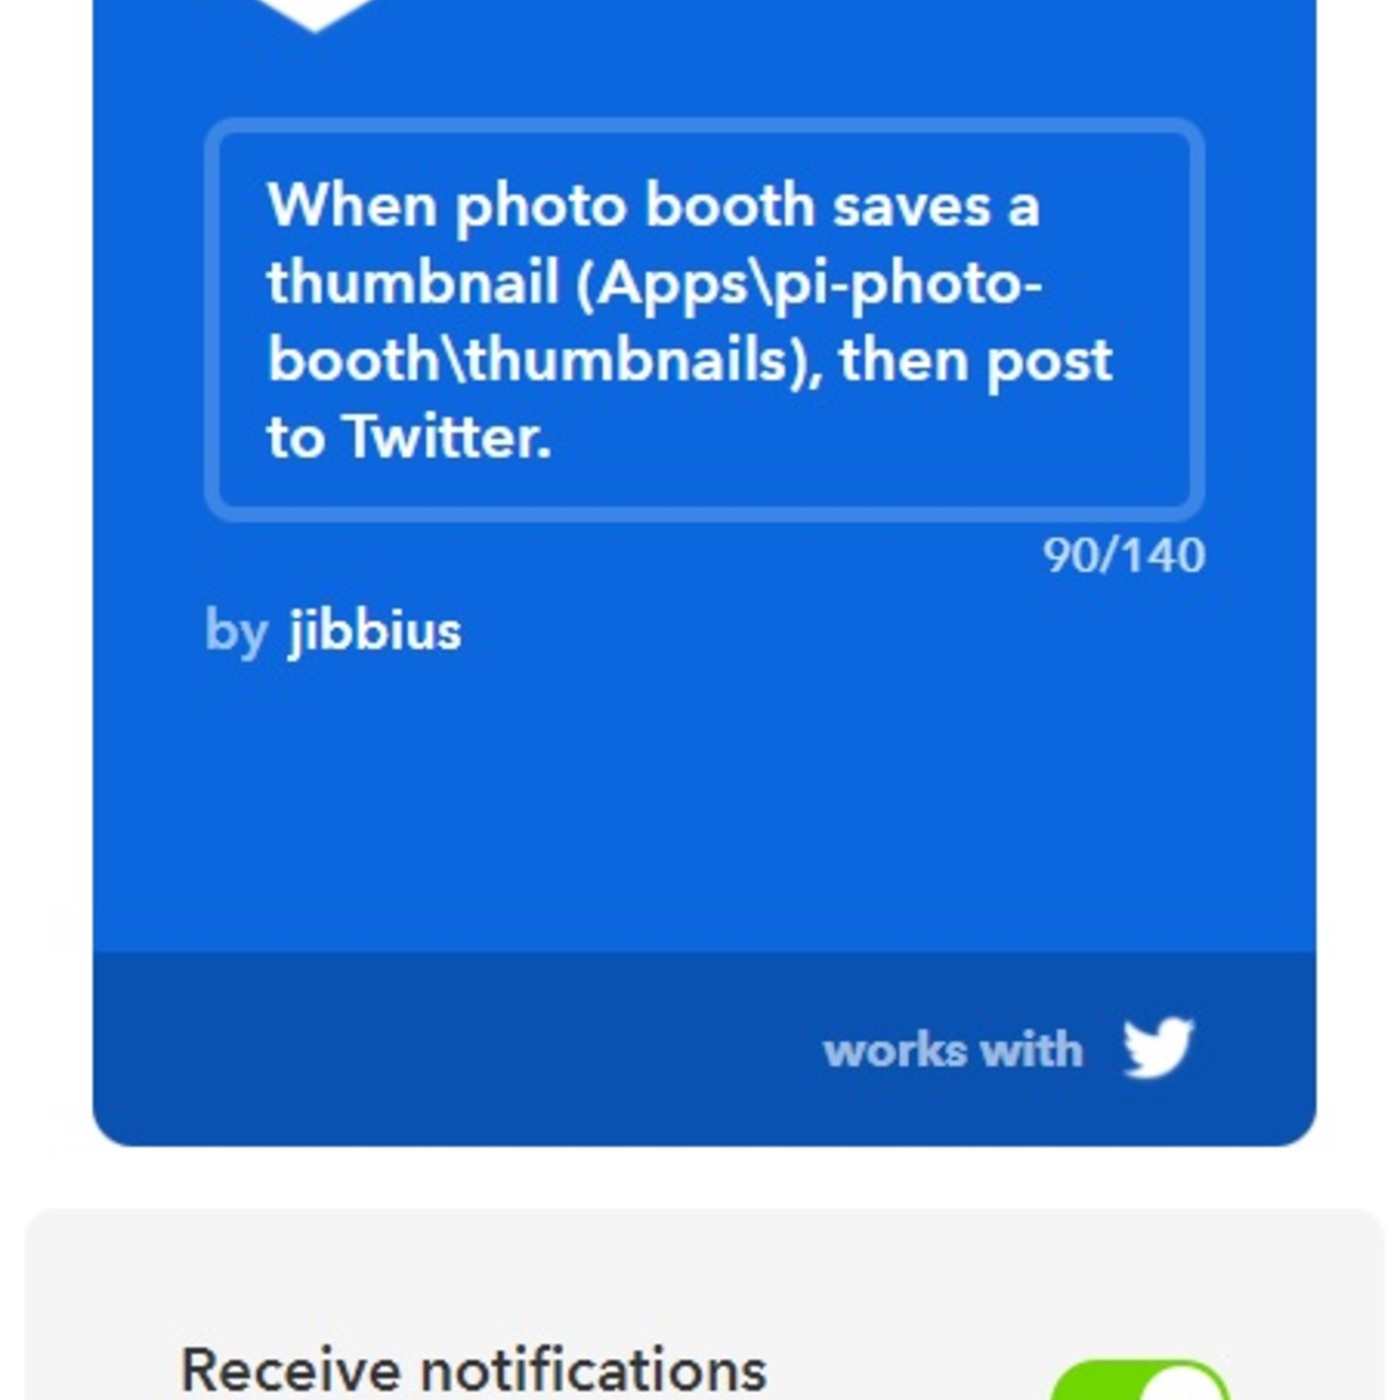 When photo booth saves a
thumbnail (Apps\pi-photo-
booth\thumbnails), then post
to Twitter.
90/140
by jibbius
works with
Receive notifications